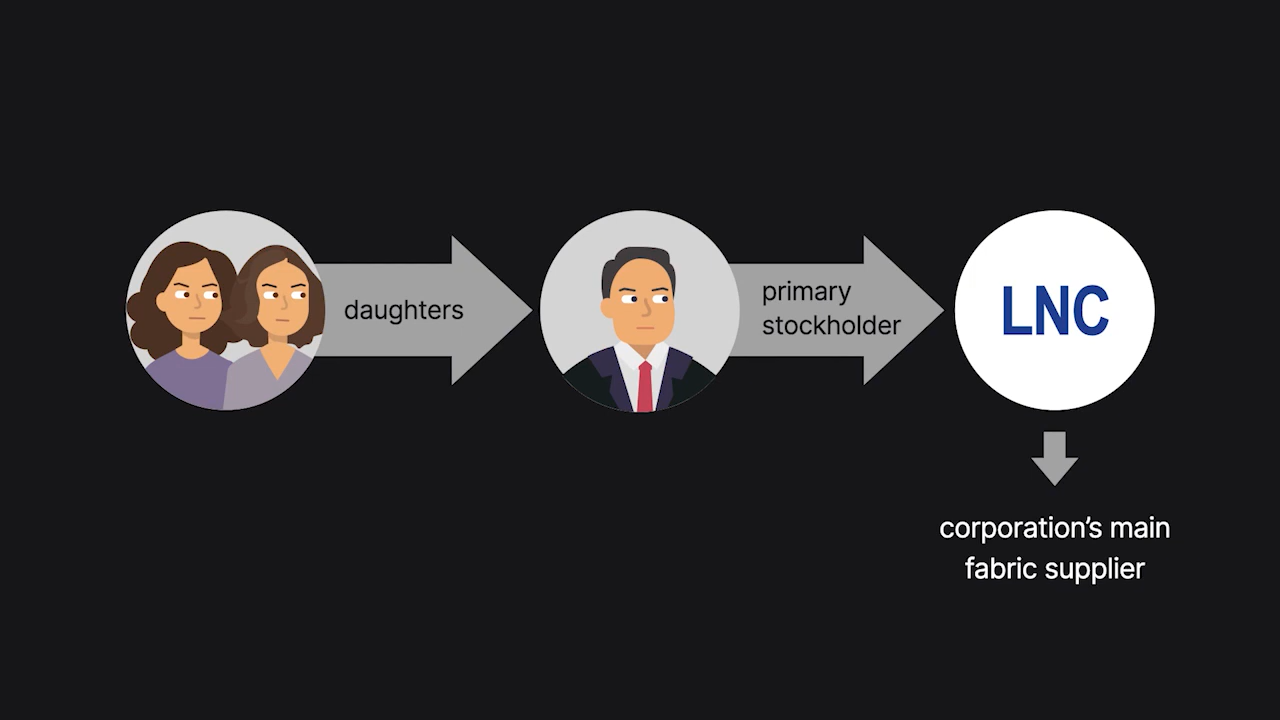 daughters
primary
stockholder
LNC
corporation’s main
fabric supplier